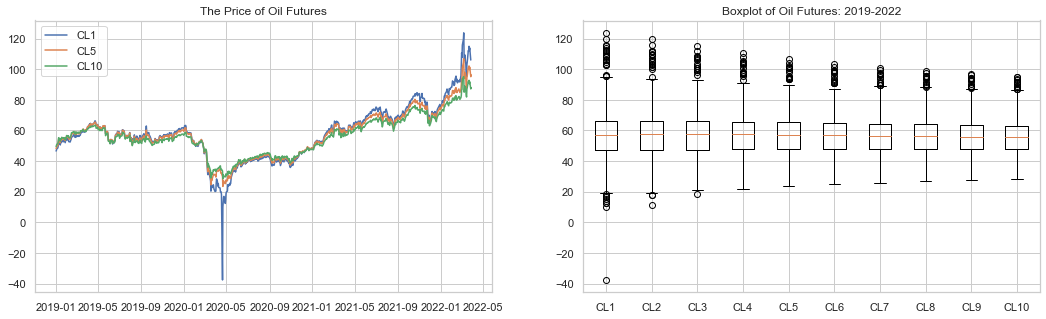 The Price of Oil Futures
CL1
CL5
CL10
120
100
80
60
40
20
0
−20
−40
2019-01 2019-05 2019-09 2020-01 2020-05 2020-09 2021-01 2021-05 2021-09 2022-01 2022-05
Boxplot of Oil Futures: 2019-2022
120
100
80
60
40
20
0
−20
−40
CL1 CL2 CL3 CL4 CL5 CL6 CL7 CL8 CL9 CL10